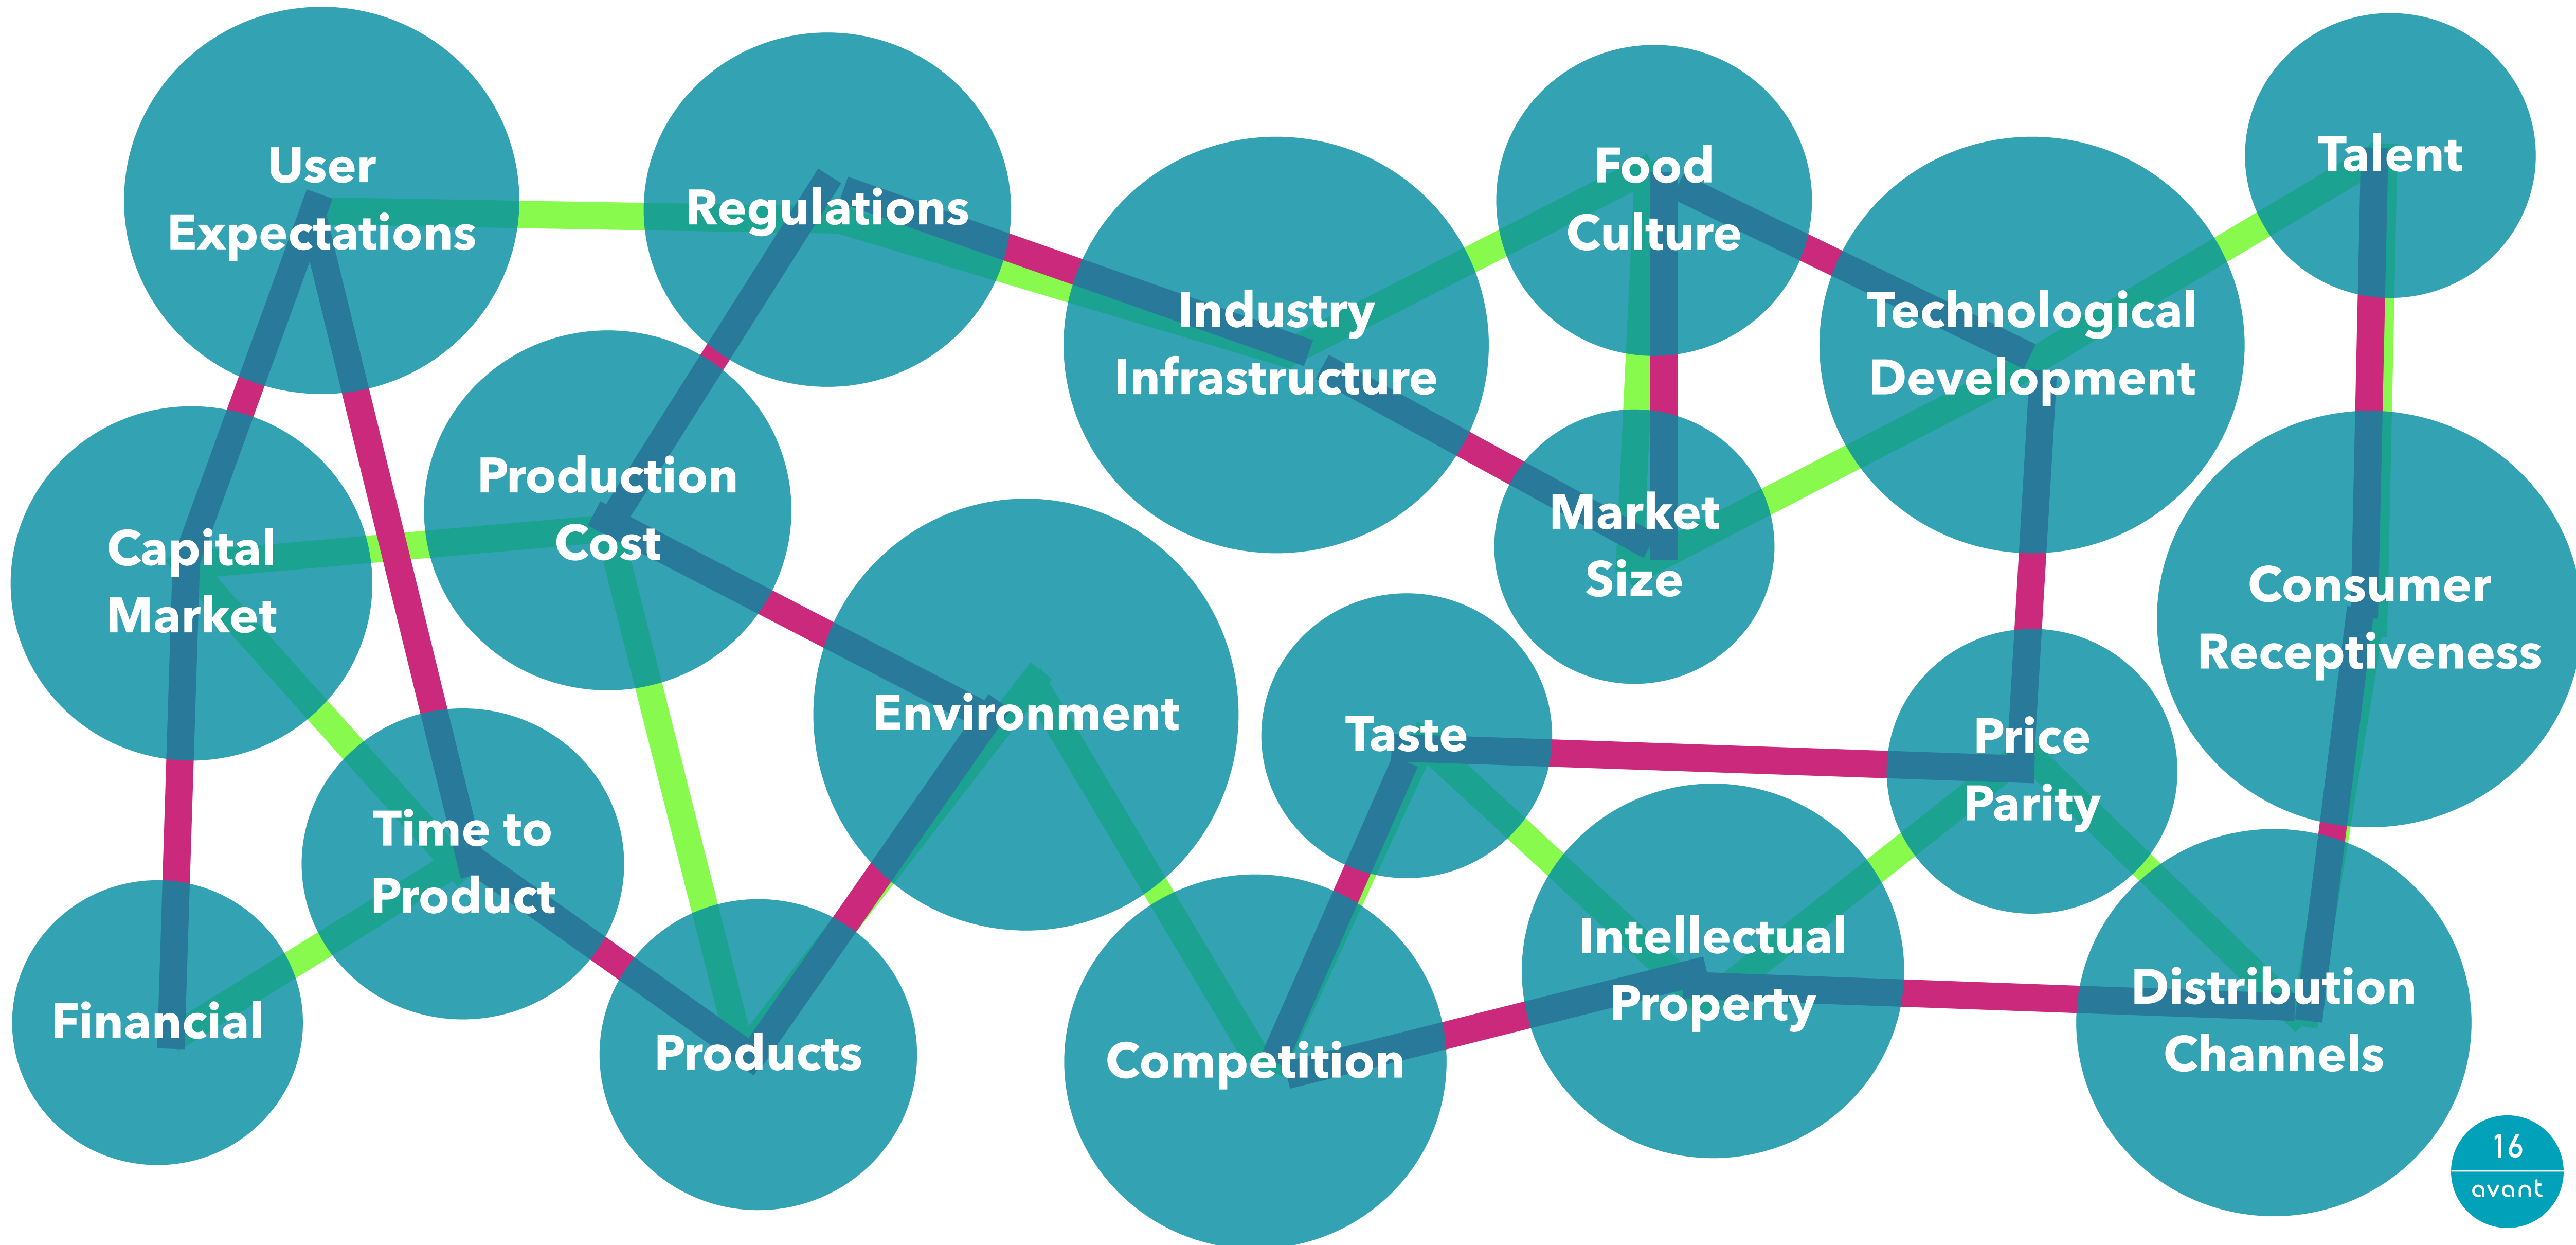 User
Expectations
Regulations
Industry
Infrastructure
Food
Culture
Technological
Development
Talent
Capital
Market
Production
Cost
Market
Size
Consumer
Receptiveness
Environment
Taste
Price
Parity
Time to
Product
Financial
Products
Competition
Intellectual
Property
Distribution
Channels
16
avant